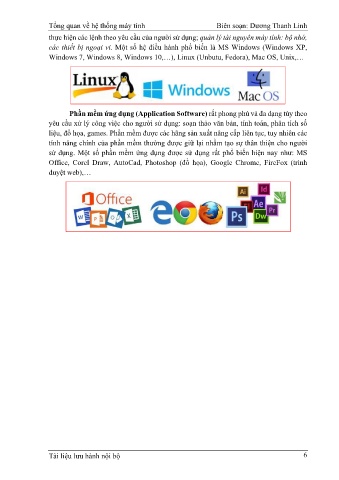 Tổng quan về hệ thống máy tính Biên soạn: Dương Thanh Linh
thực hiện các lệnh theo yêu cầu của người sử dụng; quản lý tài nguyên máy tính: bộ nhớ,
các thiết bị ngoại vi. Một số hệ điều hành phổ biến là MS Windows (Windows XP,
Windows 7, Windows 8, Windows 10,…), Linux (Unbutu, Fedora), Mac OS, Unix,…
Linux Windows Mac OS
Phần mềm ứng dụng (Application Software) rất phong phú và đa dạng tùy theo
yêu cầu xử lý công việc cho người sử dụng: soạn thảo văn bản, tính toán, phân tích số
liệu, đồ họa, games. Phần mềm được các hãng sản xuất nâng cấp liên tục, tuy nhiên các
tính năng chính của phần mềm thường được giữ lại nhằm tạo sự thân thiện cho người
sử dụng. Một số phần mềm ứng dụng được sử dụng rất phổ biến hiện nay như: MS
Office, Corel Draw, AutoCad, Photoshop (đồ họa), Google Chrome, FireFox (trình
duyệt web),…
Office
Ai Id
Ae
Ps Pr
Dw
Tài liệu lưu hành nội bộ 6